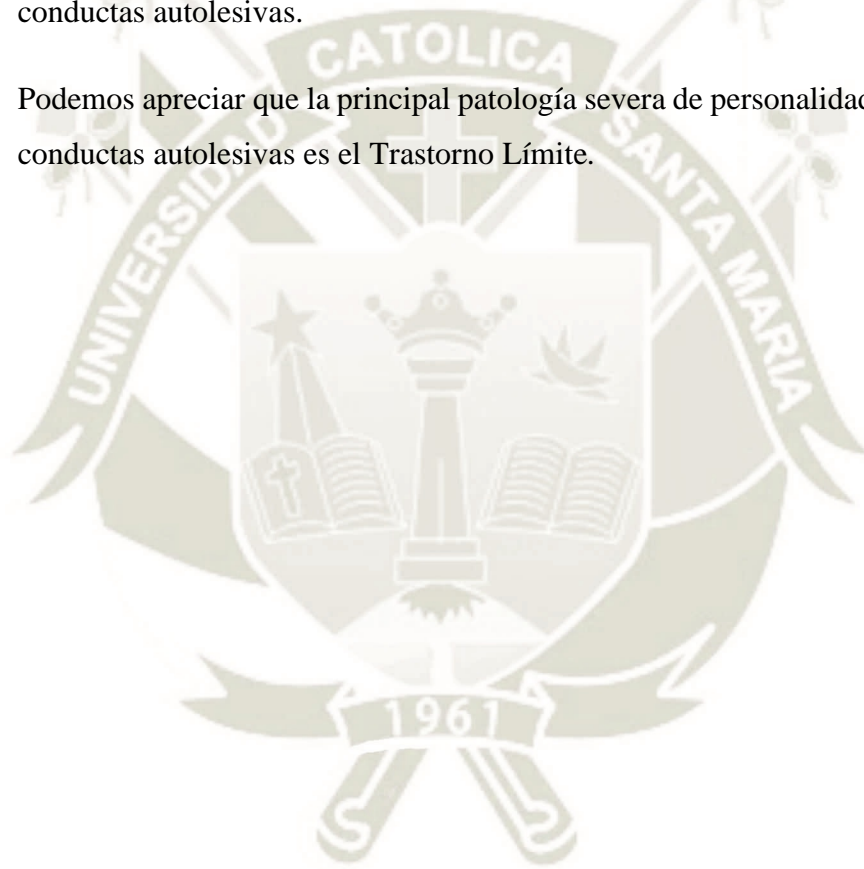 conductas autolesivas.
Podemos apreciar que la principal patología severa de personalidad
conductas autolesivas es el Trastorno Límite.
UNIVERSIDAD CATOLICA SANTA MARIA
1961